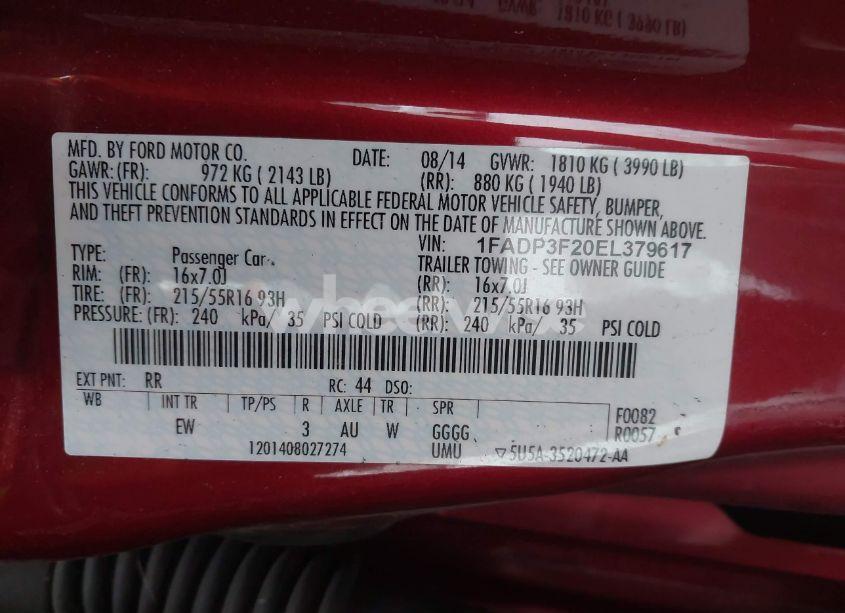 1810 KG ( 3680 LB)
MFD. BY FORD MOTOR CO. DATE: 08/14 GVWR: 1810 KG ( 3990 LB)
GAWR: (FR): 972 KG ( 2143 LB) (RR): 880 KG ( 1940 LB)
THIS VEHICLE CONFORMS TO ALL APPLICABLE FEDERAL MOTOR VEHICLE SAFETY, BUMPER,
AND THEFT PREVENTION STANDARDS IN EFFECT ON THE DATE OF MANUFACTURE SHOWN ABOVE.
VIN: 1FADP3F20EL379617
TYPE: Passenger Car TRAILER TOWING - SEE OWNER GUIDE
RIM: (FR): 16x7.0J (RR): 16x7.0J
TIRE: (FR): 215/55R16 93H (RR): 215/55R16 93H
PRESSURE: (FR): 240 kPa/ 35 PSI COLD (RR): 240 kPa/ 35 PSI COLD
EXT PNT: RR RC: 44 DSO:
WB INT TR TP/PS R AXLE TR SPR F0082
EW 3 AU W GGGG R0057
1201408027274 UMU ▽5U5A-3520472-AA